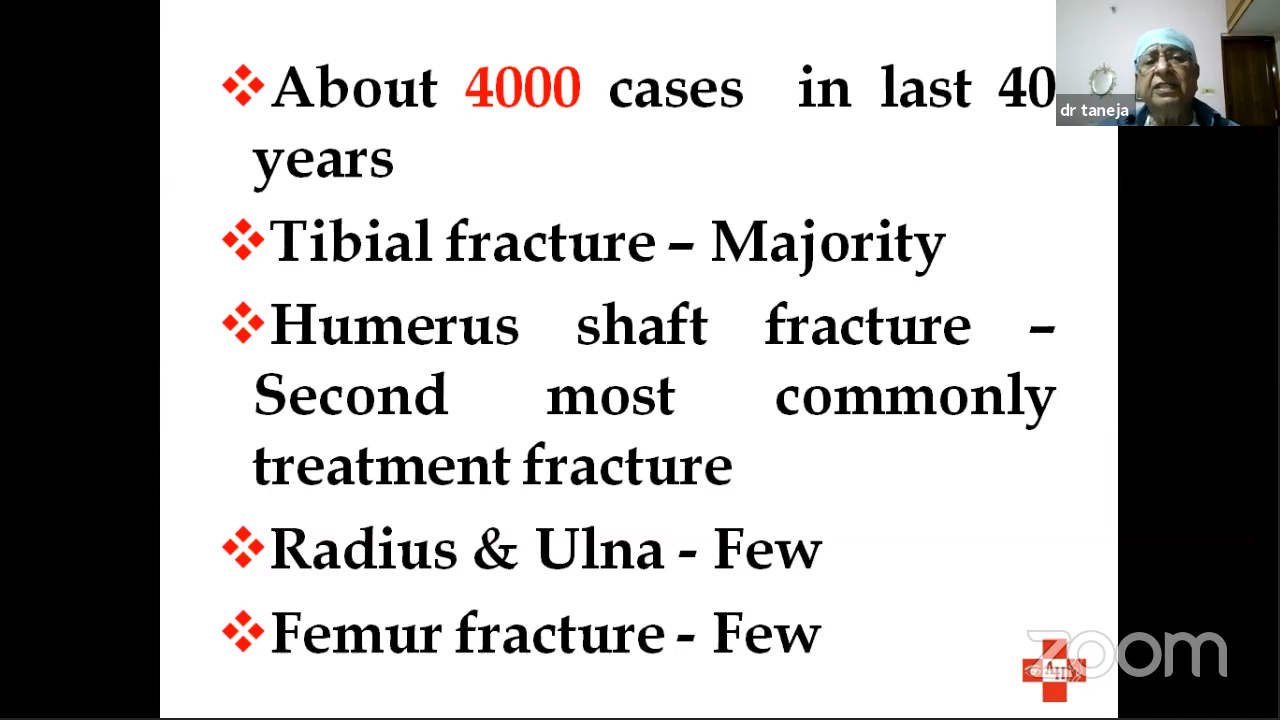 About 4000 cases in last 40
years
Tibial fracture – Majority
Humerus shaft fracture –
Second most commonly
treatment fracture
Radius & Ulna - Few
Femur fracture - Few
dr taneja
zoom